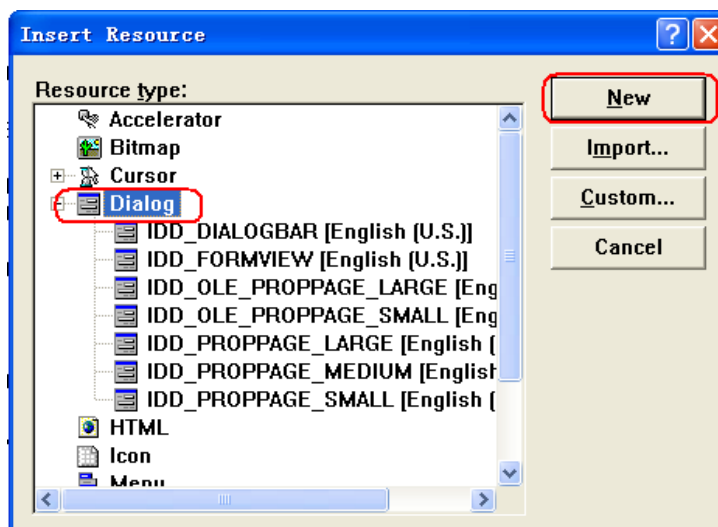 Insert Resource
Resource type:
Accelerator
Bitmap
Cursor
Dialog
IDD_DIALOGBAR [English (U.S.)]
IDD_FORMVIEW [English (U.S.)]
IDD_OLE_PROPPAGE_LARGE [Eng
IDD_OLE_PROPPAGE_SMALL [Eng
IDD_PROPPAGE_LARGE [English (
IDD_PROPPAGE_MEDIUM [English
IDD_PROPPAGE_SMALL [English (
HTML
Icon
Menu
New
Import...
Custom...
Cancel